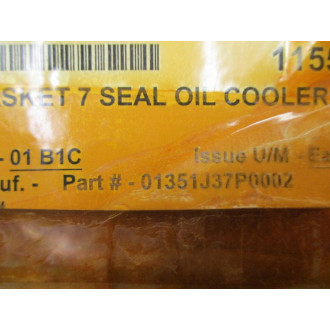 1155
SKET 7 SEAL OIL COOLER
- 01 B1C Issue U/M - Ea
uf. - Part # - 01351J37P0002